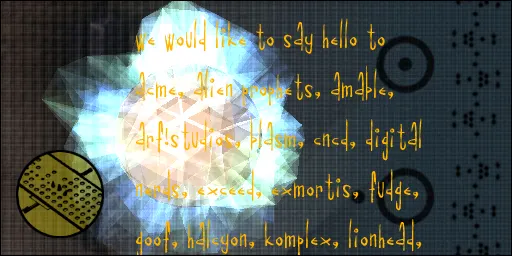 we would like to say hello to
acme, alien prophets, amable,
artstudios, plasm, cncd, digital
nerds, exceed, exmortis, fudge,
goof, halcyon, komplex, lionhead,